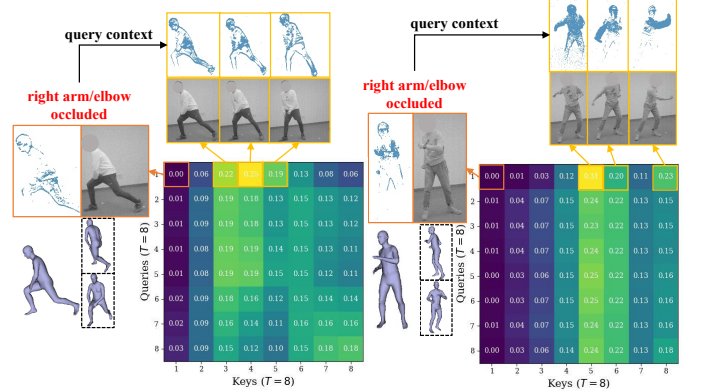 query context
right arm/elbow
occluded
Queries (T = 8)
1 0.00 0.06 0.22 0.19 0.13 0.08 0.06
2 0.01 0.09 0.19 0.18 0.13 0.15 0.13 0.12
3 0.01 0.09 0.18 0.18 0.13 0.15 0.13 0.12
4 0.01 0.08 0.19 0.19 0.14 0.15 0.13 0.11
5 0.01 0.08 0.19 0.19 0.15 0.15 0.12 0.11
6 0.02 0.09 0.18 0.16 0.12 0.15 0.14 0.14
7 0.02 0.09 0.16 0.14 0.11 0.16 0.15 0.16
8 0.03 0.09 0.15 0.12 0.10 0.15 0.18 0.18
1 2 3 4 5 6 7 8
Keys (T = 8)
query context
right arm/elbow
occluded
Queries (T = 8)
1 0.00 0.01 0.03 0.12 0.20 0.11 0.23
2 0.01 0.04 0.07 0.15 0.24 0.22 0.13 0.15
3 0.01 0.04 0.07 0.15 0.24 0.22 0.13 0.15
4 0.01 0.04 0.07 0.15 0.24 0.22 0.13 0.15
5 0.00 0.03 0.06 0.15 0.25 0.22 0.13 0.16
6 0.00 0.03 0.07 0.15 0.25 0.22 0.13 0.16
7 0.01 0.04 0.07 0.15 0.24 0.22 0.13 0.16
8 0.00 0.03 0.06 0.14 0.24 0.22 0.13 0.18
1 2 3 4 5 6 7 8
Keys (T = 8)